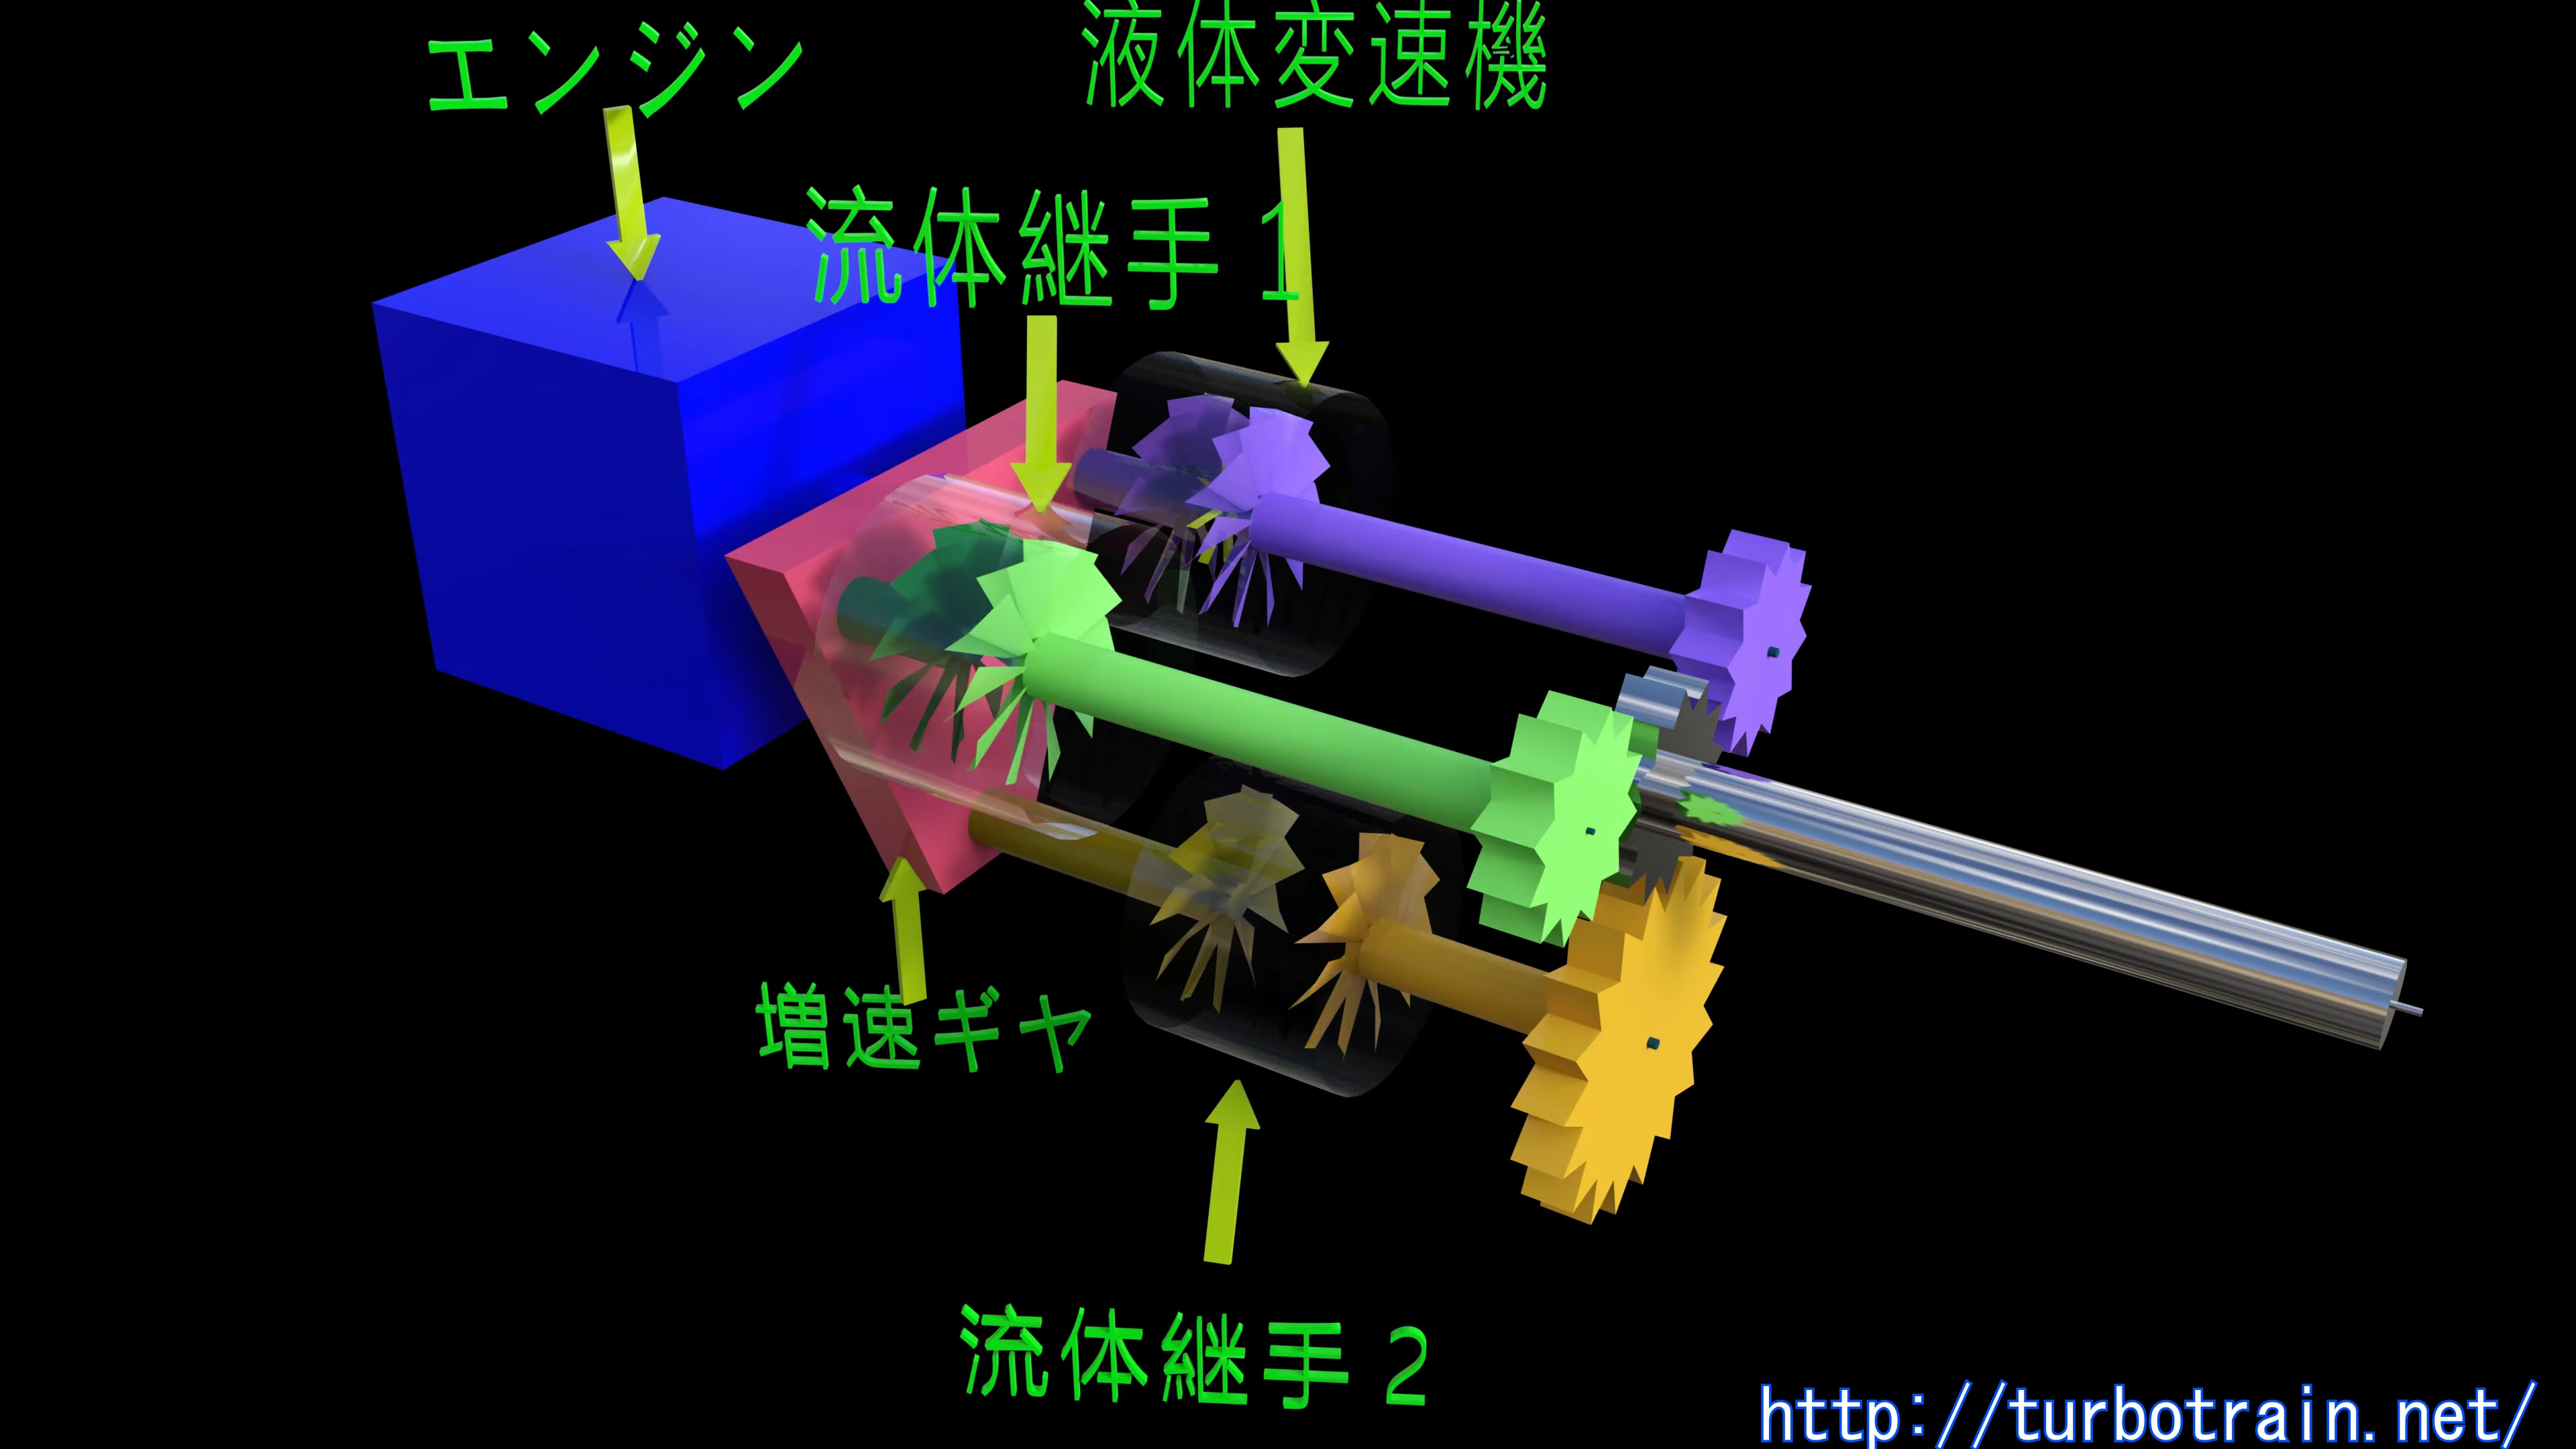 エンジン
液体変速機
流体継手 1
増速ギヤ
流体継手 2
http://turbotrain.net/